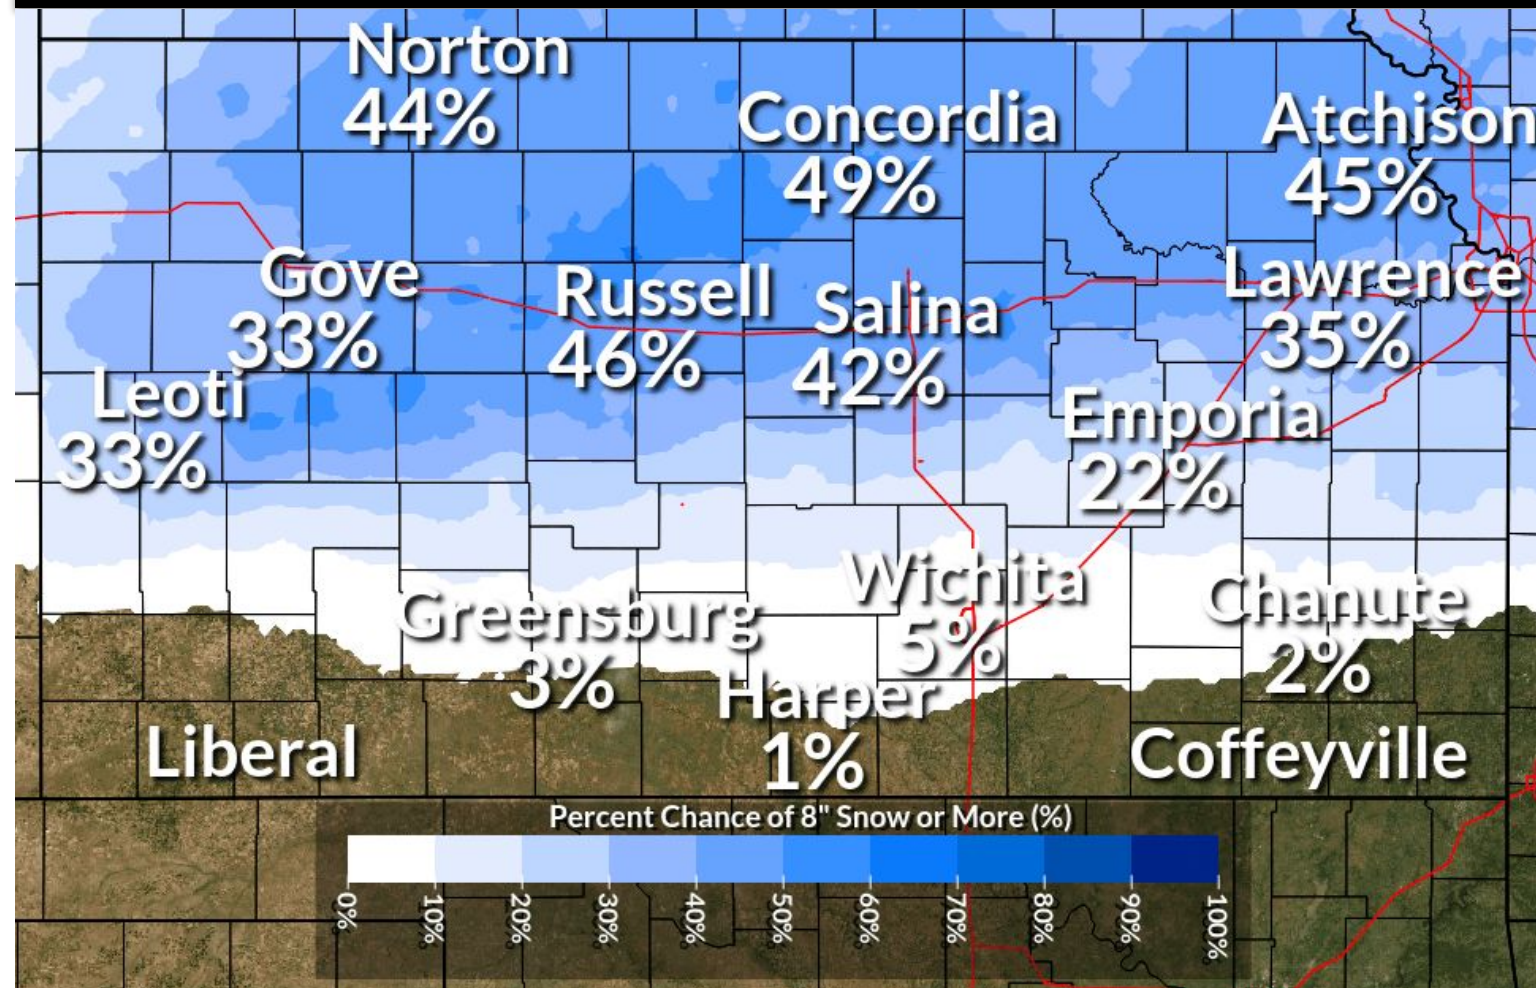 Norton
44%
Concordia
49%
Atchison
45%
Gove
33%
Russell
46%
Salina
42%
Lawrence
35%
Leoti
33%
Emporia
22%
Wichita
5%
Greensburg
3%
Chanute
2%
Harper
1%
Liberal
Coffeyville
Percent Chance of 8" Snow or More (%)
0% 10% 20% 30% 40% 50% 60% 70% 80% 90% 100%